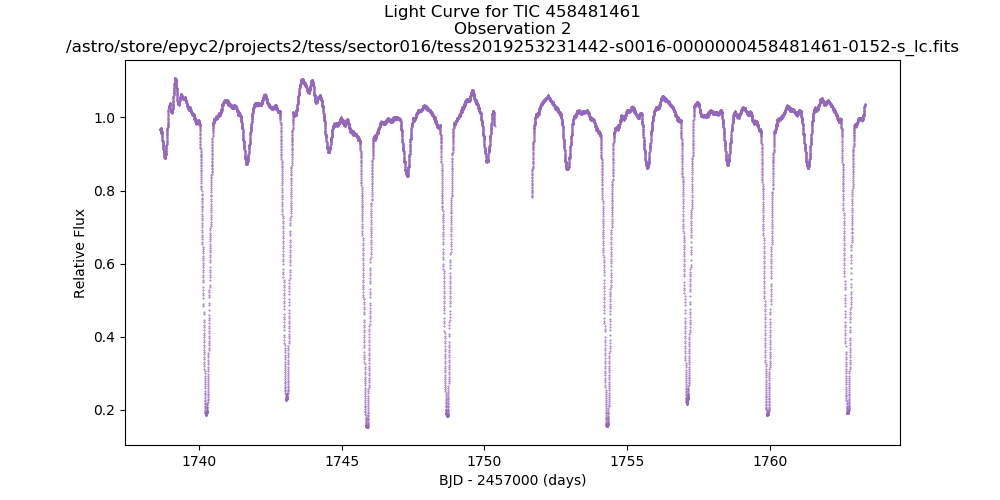 Light Curve for TIC 458481461
Observation 2
/astro/store/epyc2/projects2/tess/sector016/tess2019253231442-s0016-0000000458481461-0152-s_lc.fits
Relative Flux
1.0
0.8
0.6
0.4
0.2
1740 1745 1750 1755 1760
BJD - 2457000 (days)